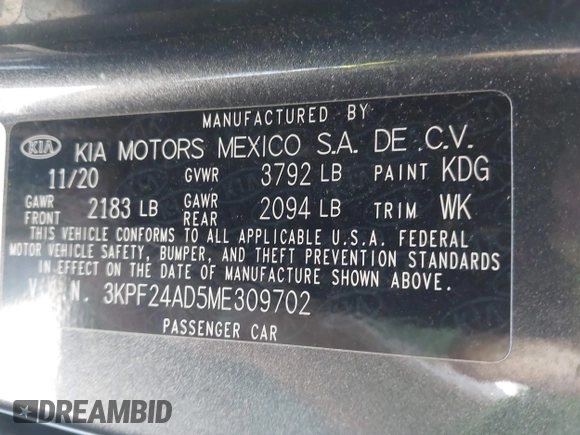 MANUFACTURED BY
KIA KIA MOTORS MEXICO S.A. DE .C.V.
11/20 GVWR 3792 LB PAINT KDG
GAWR FRONT 2183 LB GAWR REAR 2094 LB TRIM WK
THIS VEHICLE CONFORMS TO ALL APPLICABLE U.S.A. FEDERAL
MOTOR VEHICLE SAFETY, BUMPER, AND THEFT PREVENTION STANDARDS
IN EFFECT ON THE DATE OF MANUFACTURE SHOWN ABOVE.
V. I. N. 3KPF24AD5ME309702
PASSENGER CAR
DREAMBID